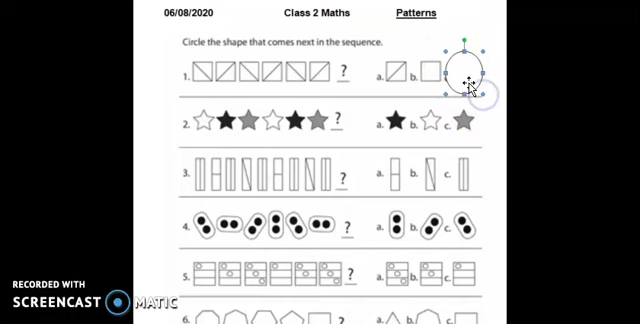 06/08/2020 Class 2 Maths Patterns
Circle the shape that comes next in the sequence.
1. ? a. b.
2. ? a. b. c.
3. ? a. b. c.
4. ? a. b. c.
5. ? a. b. c.
6. ? a. b. c.
RECORDED WITH
SCREENCAST MATIC